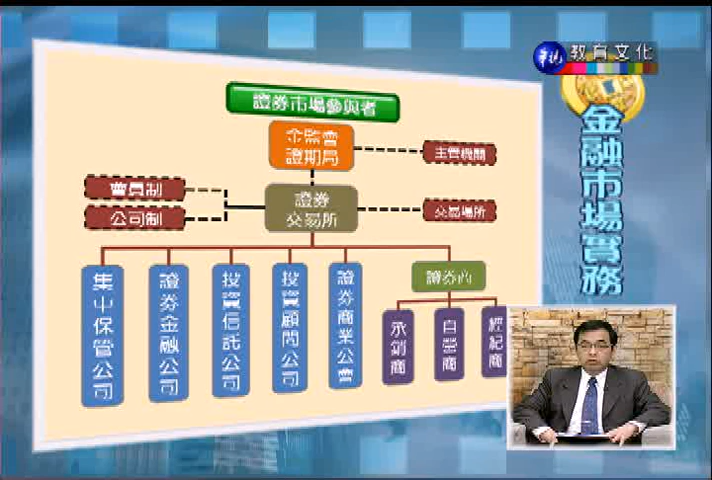 華視
教育文化
金融市場實務
證券市場參與者
金監會
證期局
主管機關
會員制
公司制
證券
交易所
交易場所
集中保管公司
證券金融公司
投資信託公司
投資顧問公司
證券商業公會
證券商
承銷商
自營商
經紀商